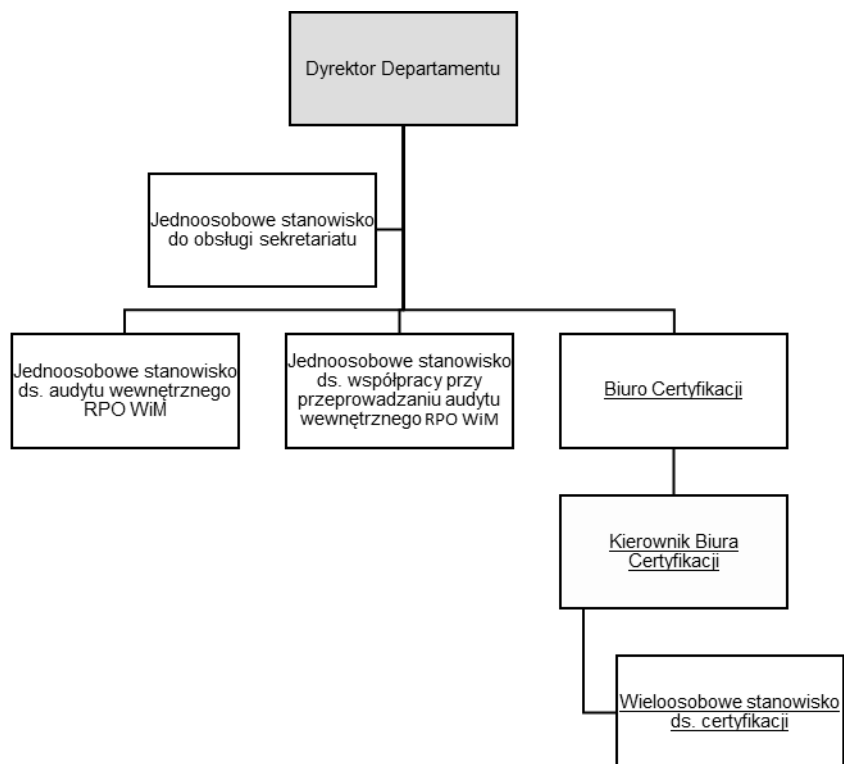 Dyrektor Departamentu
Jednoosobowe stanowisko
do obsługi sekretariatu
Jednoosobowe stanowisko
ds. audytu wewnętrznego
RPO WiM
Jednoosobowe stanowisko
ds. współpracy przy
przeprowadzaniu audytu
wewnętrznego RPO WiM
Biuro Certyfikacji
Kierownik Biura
Certyfikacji
Wieloosobowe stanowisko
ds. certyfikacji